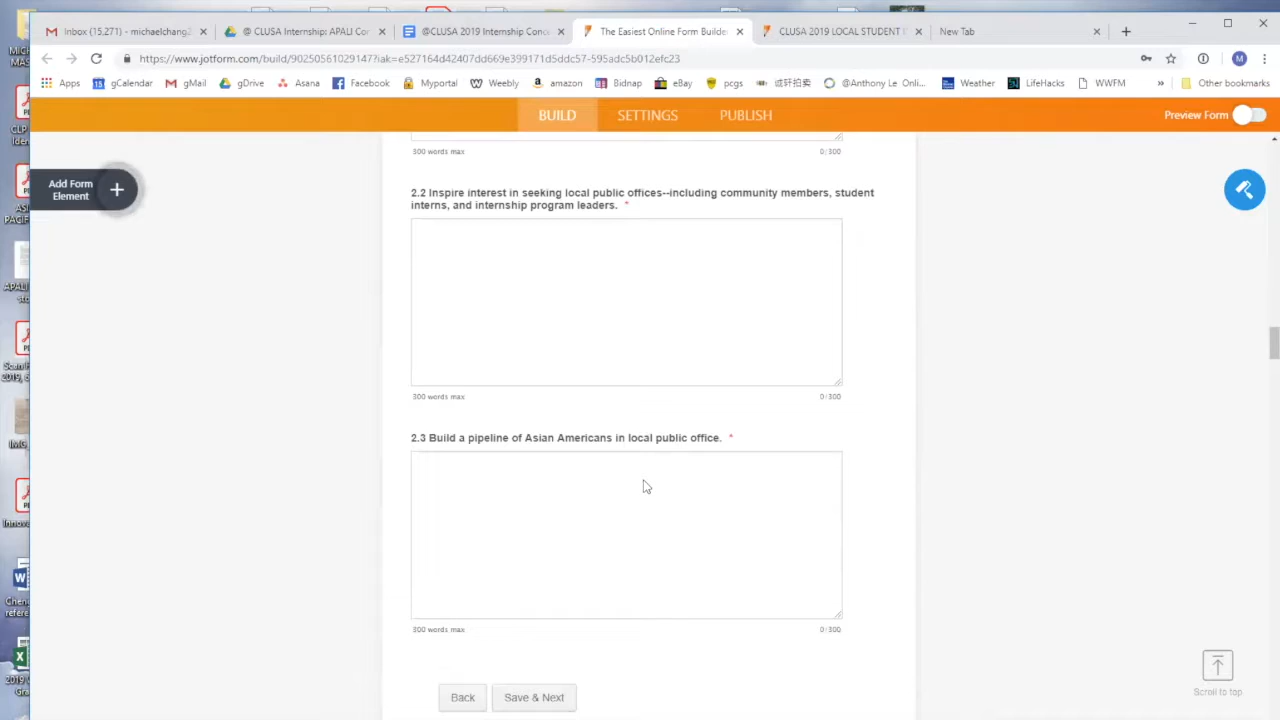 Inbox (15,271) - michaelchang2
@ CLUSA Internship: APALI Cor
@CLUSA 2019 Internship Conc
The Easiest Online Form Builder
CLUSA 2019 LOCAL STUDENT I
New Tab
https://www.jotform.com/build/90250561029147?iak=e527164d42407dd669e399171d5ddc57-595adc5b012efc23
Apps
gCalendar
gMail
gDrive
Asana
Facebook
Myportal
Weebly
amazon
Bidnap
eBay
pcgs
@Anthony Le Onli...
Weather
LifeHacks
WWFM
»
Other bookmarks
BUILD
SETTINGS
PUBLISH
Preview Form
Add Form
Element
300 words max
0/300
2.2 Inspire interest in seeking local public offices--including community members, student
interns, and internship program leaders. *
300 words max
0/300
2.3 Build a pipeline of Asian Americans in local public office. *
300 words max
0/300
Back
Save & Next
Scroll to top